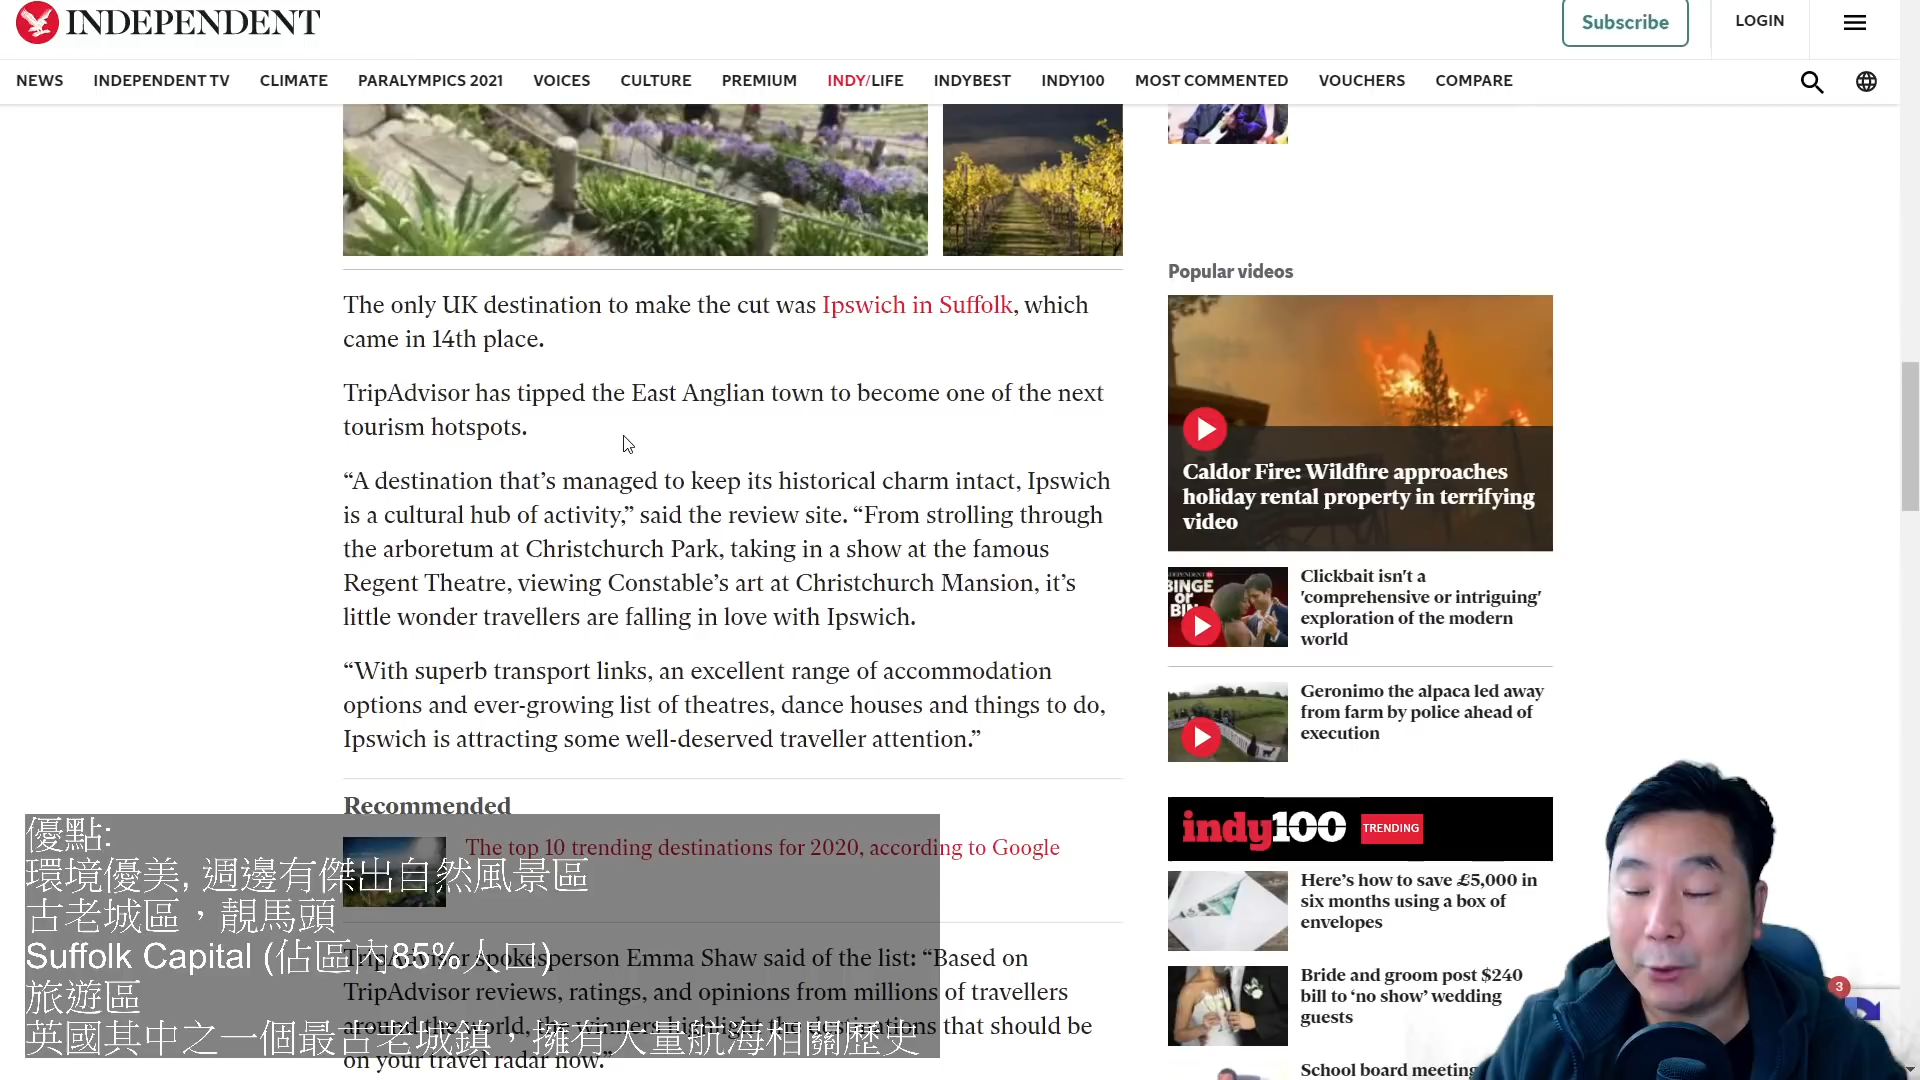 INDEPENDENT
Subscribe
LOGIN
NEWS INDEPENDENT TV CLIMATE PARALYMPICS 2021 VOICES CULTURE PREMIUM INDY/LIFE INDYBEST INDY100 MOST COMMENTED VOUCHERS COMPARE
The only UK destination to make the cut was Ipswich in Suffolk, which
came in 14th place.
TripAdvisor has tipped the East Anglian town to become one of the next
tourism hotspots.
“A destination that’s managed to keep its historical charm intact, Ipswich
is a cultural hub of activity,” said the review site. “From strolling through
the arboretum at Christchurch Park, taking in a show at the famous
Regent Theatre, viewing Constable’s art at Christchurch Mansion, it’s
little wonder travellers are falling in love with Ipswich.
“With superb transport links, an excellent range of accommodation
options and ever-growing list of theatres, dance houses and things to do,
Ipswich is attracting some well-deserved traveller attention.”
Recommended
The top 10 trending destinations for 2020, according to Google
TripAdvisor spokesperson Emma Shaw said of the list: “Based on
TripAdvisor reviews, ratings, and opinions from millions of travellers
around the world, the winners highlight the destinations that should be
on your travel radar now.”
優點:
環境優美, 週邊有傑出自然風景區
古老城區，靚馬頭
Suffolk Capital (佔區內85%人口)
旅遊區
英國其中之一個最古老城鎮，擁有大量航海相關歷史
Popular videos
Caldor Fire: Wildfire approaches
holiday rental property in terrifying
video
BINGE
OR
BIN
Clickbait isn't a
'comprehensive or intriguing'
exploration of the modern
world
Geronimo the alpaca led away
from farm by police ahead of
execution
indy100 TRENDING
Here’s how to save £5,000 in
six months using a box of
envelopes
Bride and groom post $240
bill to ‘no show’ wedding
guests
School board meeting
3